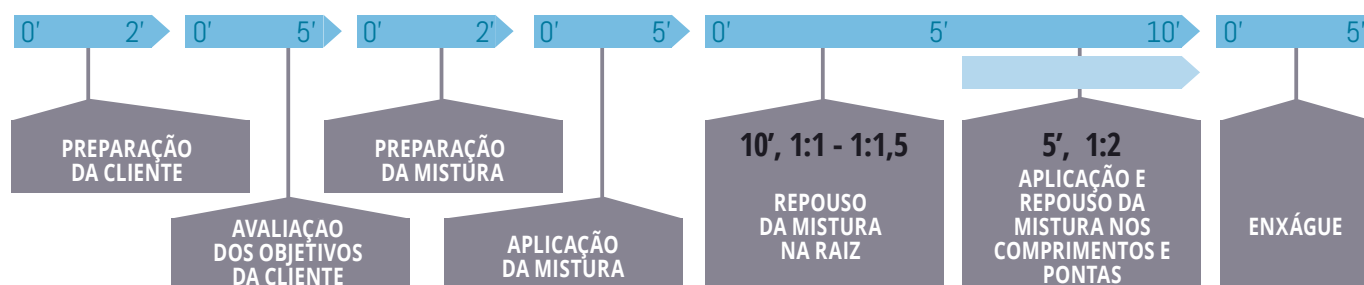 0′ 2′ 0′ 5′ 0′ 2′ 0′ 5′ 0′ 5′ 10′ 0′ 5′
PREPARAÇÃO
DA CLIENTE
AVALIAÇAO
DOS OBJETIVOS
DA CLIENTE
PREPARAÇÃO
DA MISTURA
APLICAÇÃO
DA MISTURA
10′, 1:1 - 1:1,5
REPOUSO
DA MISTURA
NA RAIZ
5′, 1:2
APLICAÇÃO E
REPOUSO DA
MISTURA NOS
COMPRIMENTOS E
PONTAS
ENXÁGUE